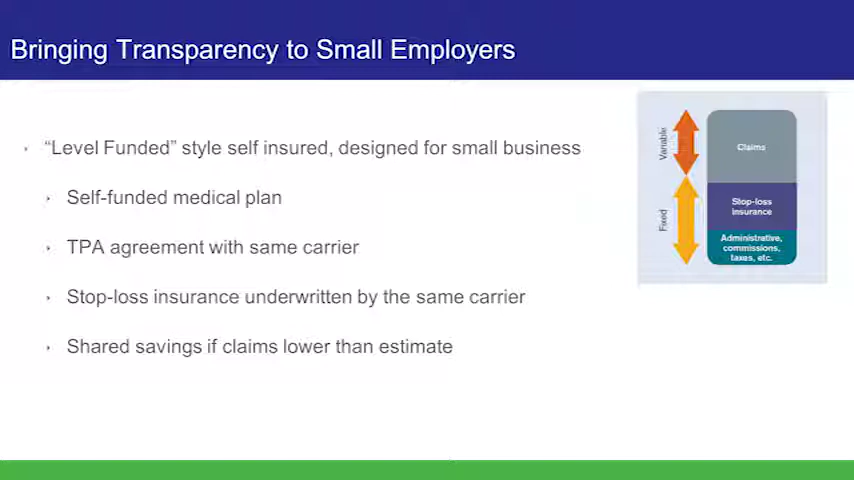 Bringing Transparency to Small Employers
“Level Funded” style self insured, designed for small business
Self-funded medical plan
TPA agreement with same carrier
Stop-loss insurance underwritten by the same carrier
Shared savings if claims lower than estimate
Variable
Claims
Fixed
Stop-loss
insurance
Administrative,
commissions,
taxes, etc.